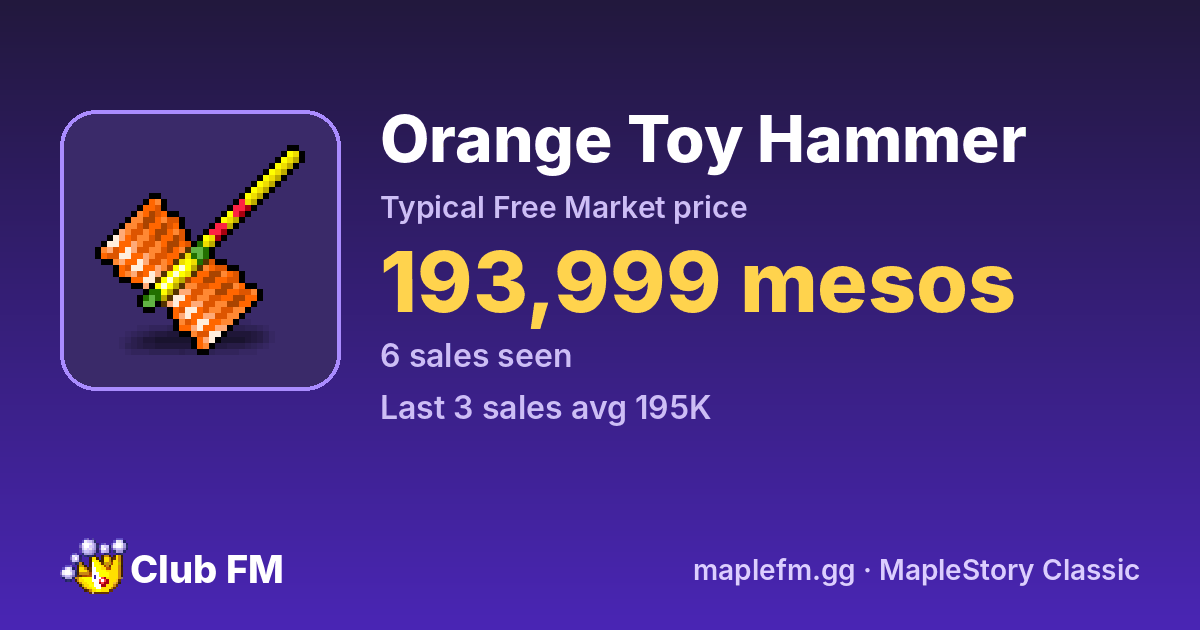 Orange Toy Hammer
Typical Free Market price
193,999 mesos
6 sales seen
Last 3 sales avg 195K
Club FM
maplefm.gg · MapleStory Classic